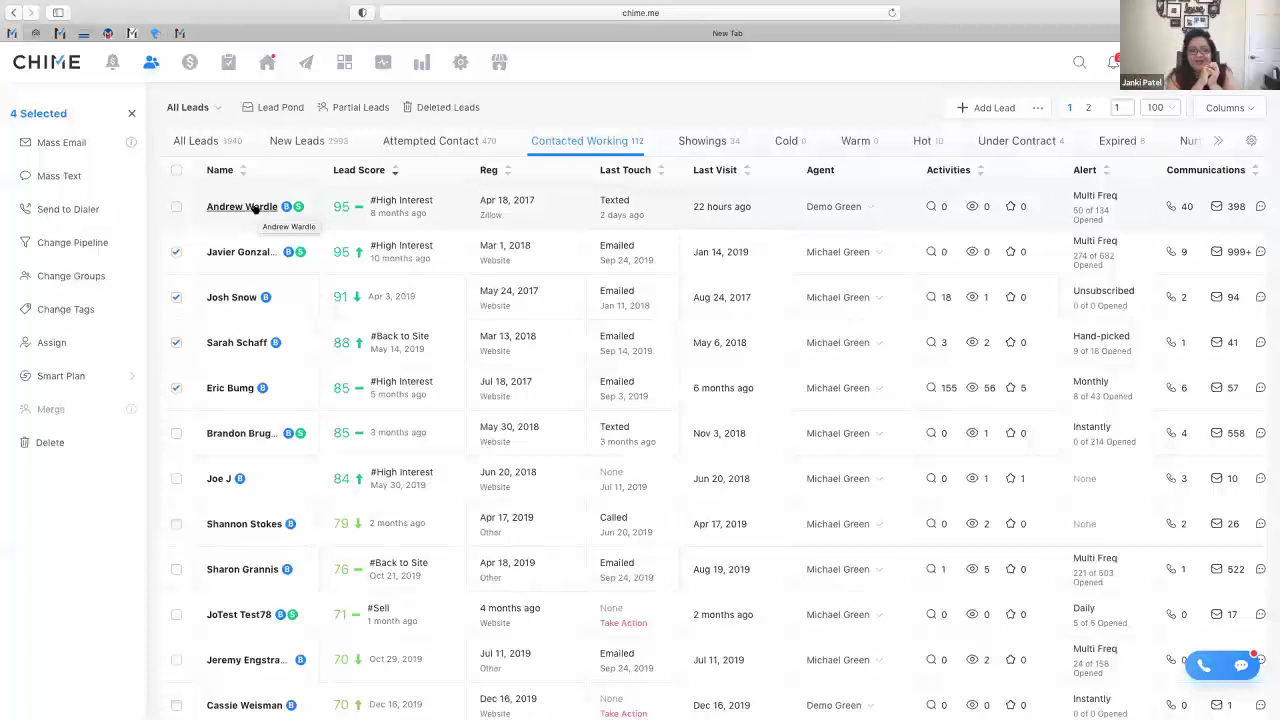 chime.me
New Tab
CHIME
Janki Patel
4 Selected
All Leads
Lead Pond
Partial Leads
Deleted Leads
Add Lead
1
2
1
100
Columns
Mass Email
Mass Text
Send to Dialer
Change Pipeline
Change Groups
Change Tags
Assign
Smart Plan
Merge
Delete
All Leads 3940
New Leads 2993
Attempted Contact 470
Contacted Working 112
Showings 34
Cold 0
Warm 0
Hot 10
Under Contract 4
Expired 8
Name Lead Score Reg Last Touch Last Visit Agent Activities Alert Communications
Andrew Wardle B S 95 #High Interest Apr 18, 2017 Texted 22 hours ago Demo Green 0 0 0 Multi Freq 40 398
8 months ago Zillow 2 days ago 50 of 134
Opened
Andrew Wardle
Javier Gonzal... B S 95 #High Interest Mar 1, 2018 Emailed Jan 14, 2019 Michael Green 0 0 0 Multi Freq 9 999+
10 months ago Website Sep 24, 2019 274 of 682
Opened
Josh Snow B 91 Apr 3, 2019 May 24, 2017 Emailed Aug 24, 2017 Michael Green 18 1 0 Unsubscribed 2 94
Website Jan 11, 2018 0 of 0 Opened
Sarah Schaff B 88 #Back to Site Mar 13, 2018 Emailed May 6, 2018 Michael Green 3 2 0 Hand-picked 1 41
May 14, 2019 Website Sep 14, 2019 9 of 18 Opened
Eric Bumg B 85 #High Interest Jul 18, 2017 Emailed 6 months ago Michael Green 155 56 5 Monthly 6 57
5 months ago Website Sep 3, 2019 8 of 43 Opened
Brandon Brug... B S 85 3 months ago May 30, 2018 Texted Nov 3, 2018 Michael Green 0 1 0 Instantly 4 558
Website 3 months ago 0 of 214 Opened
Joe J B 84 #High Interest Jun 20, 2018 None Jun 20, 2018 Michael Green 0 1 1 None 3 10
May 30, 2019 Website Jul 11, 2019
Shannon Stokes B 79 2 months ago Apr 17, 2019 Called Apr 17, 2019 Michael Green 0 2 0 None 2 26
Other Jun 20, 2019
Sharon Grannis B 76 #Back to Site Apr 18, 2019 Emailed Aug 19, 2019 Michael Green 1 5 0 Multi Freq 1 522
Oct 21, 2019 Other Sep 24, 2019 221 of 503
Opened
JoTest Test78 B S 71 #Sell 4 months ago None 2 months ago Michael Green 0 0 0 Daily 0 17
1 month ago Website Take Action 5 of 5 Opened
Jeremy Engstra... B 70 Oct 29, 2019 Jul 11, 2019 Emailed Jul 11, 2019 Michael Green 0 2 0 Multi Freq
Other Sep 24, 2019 24 of 158
Opened
Cassie Weisman B 70 Dec 16, 2019 Dec 16, 2019 None Dec 16, 2019 Demo Green 0 1 0 Instantly 0 1
Website Take Action 0 of 0 Opened